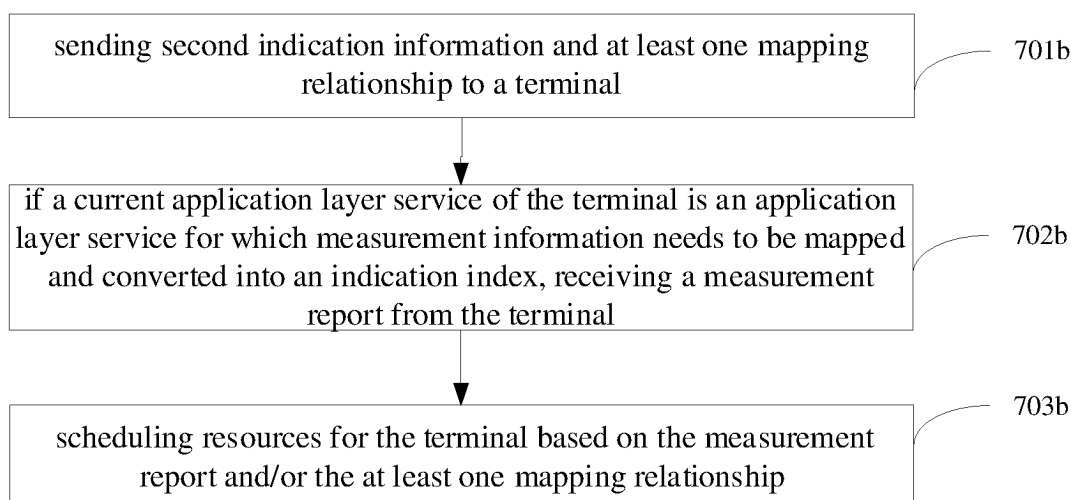 sending second indication information and at least one mapping
relationship to a terminal
701b
if a current application layer service of the terminal is an application
layer service for which measurement information needs to be mapped
and converted into an indication index, receiving a measurement
report from the terminal
702b
scheduling resources for the terminal based on the measurement
report and/or the at least one mapping relationship
703b